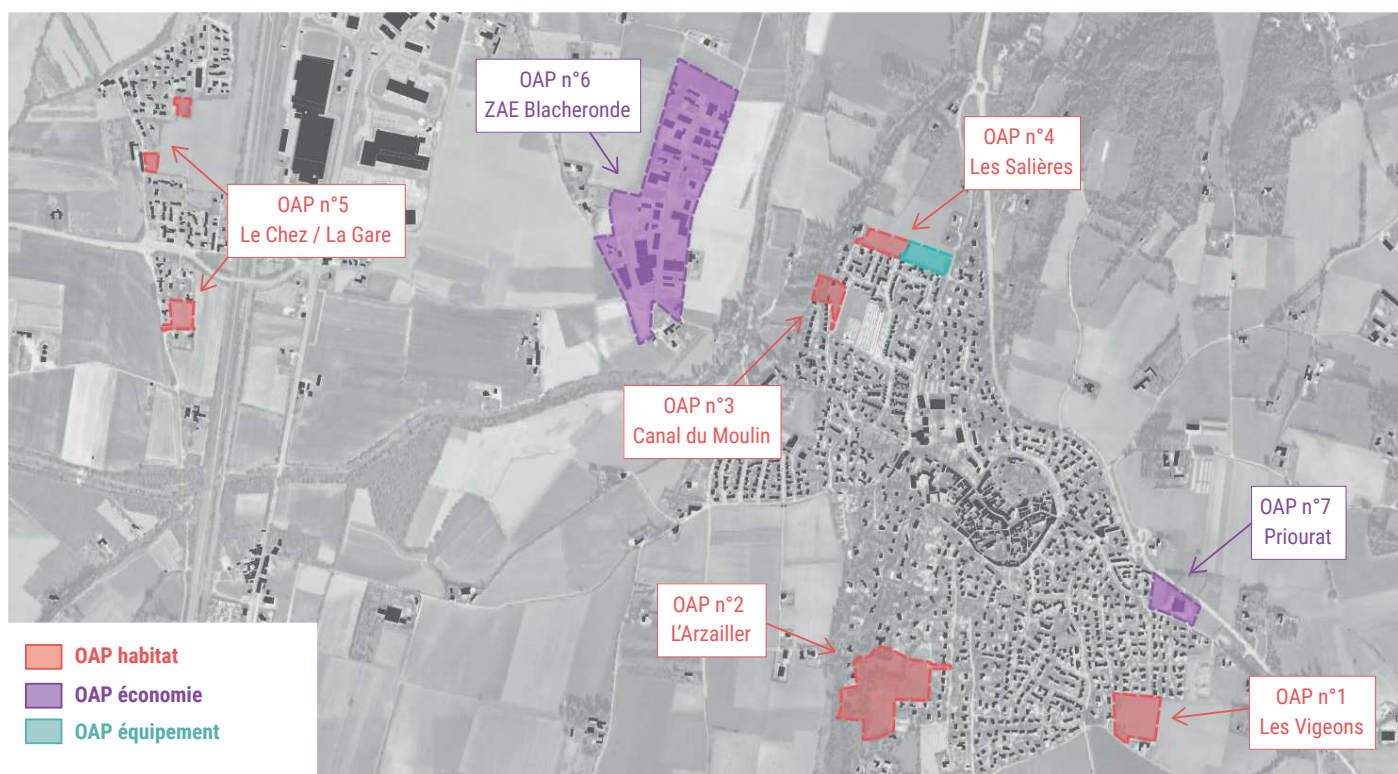 OAP n°6
ZAE Blacheronde
OAP n°4
Les Salières
OAP n°5
Le Chez / La Gare
OAP n°3
Canal du Moulin
OAP n°7
Priourat
OAP n°2
L'Arzailler
OAP n°1
Les Vigeons
OAP habitat
OAP économie
OAP équipement